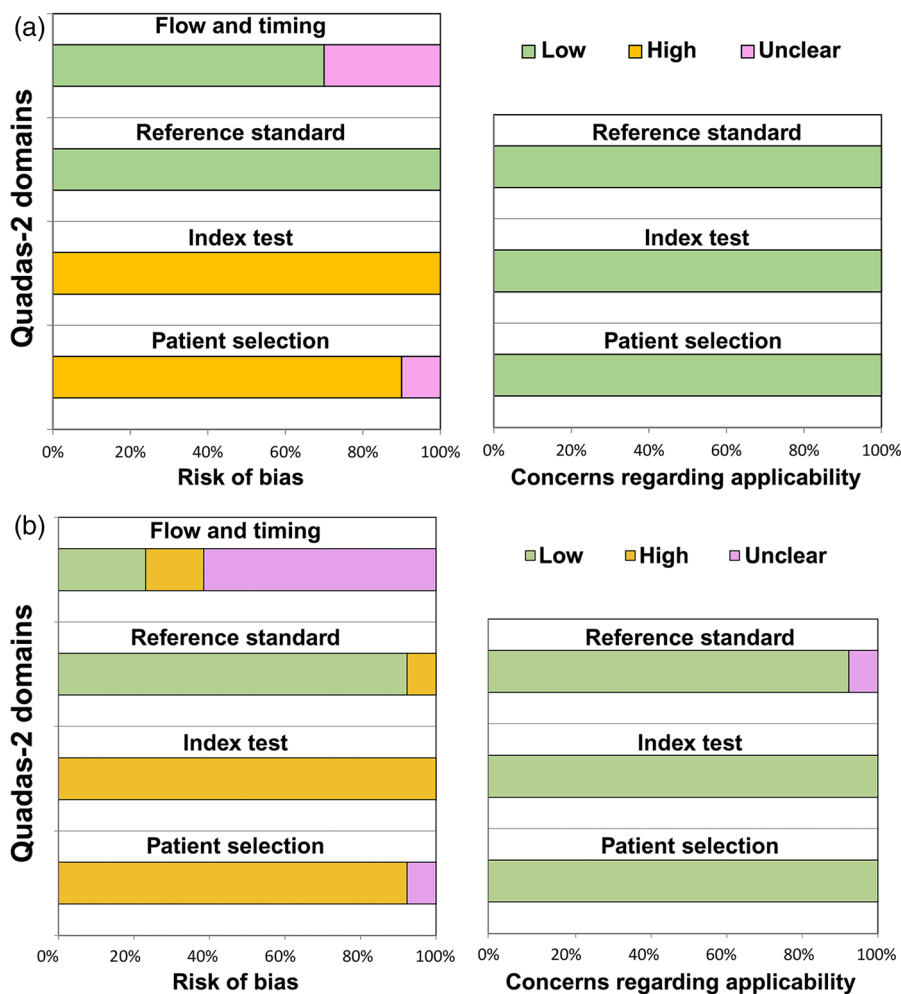 (a)
Quadas-2 domains
Flow and timing
Reference standard
Index test
Patient selection
0% 20% 40% 60% 80% 100%
Risk of bias
Low High Unclear
Reference standard
Index test
Patient selection
0% 20% 40% 60% 80% 100%
Concerns regarding applicability
(b)
Quadas-2 domains
Flow and timing
Reference standard
Index test
Patient selection
0% 20% 40% 60% 80% 100%
Risk of bias
Low High Unclear
Reference standard
Index test
Patient selection
0% 20% 40% 60% 80% 100%
Concerns regarding applicability